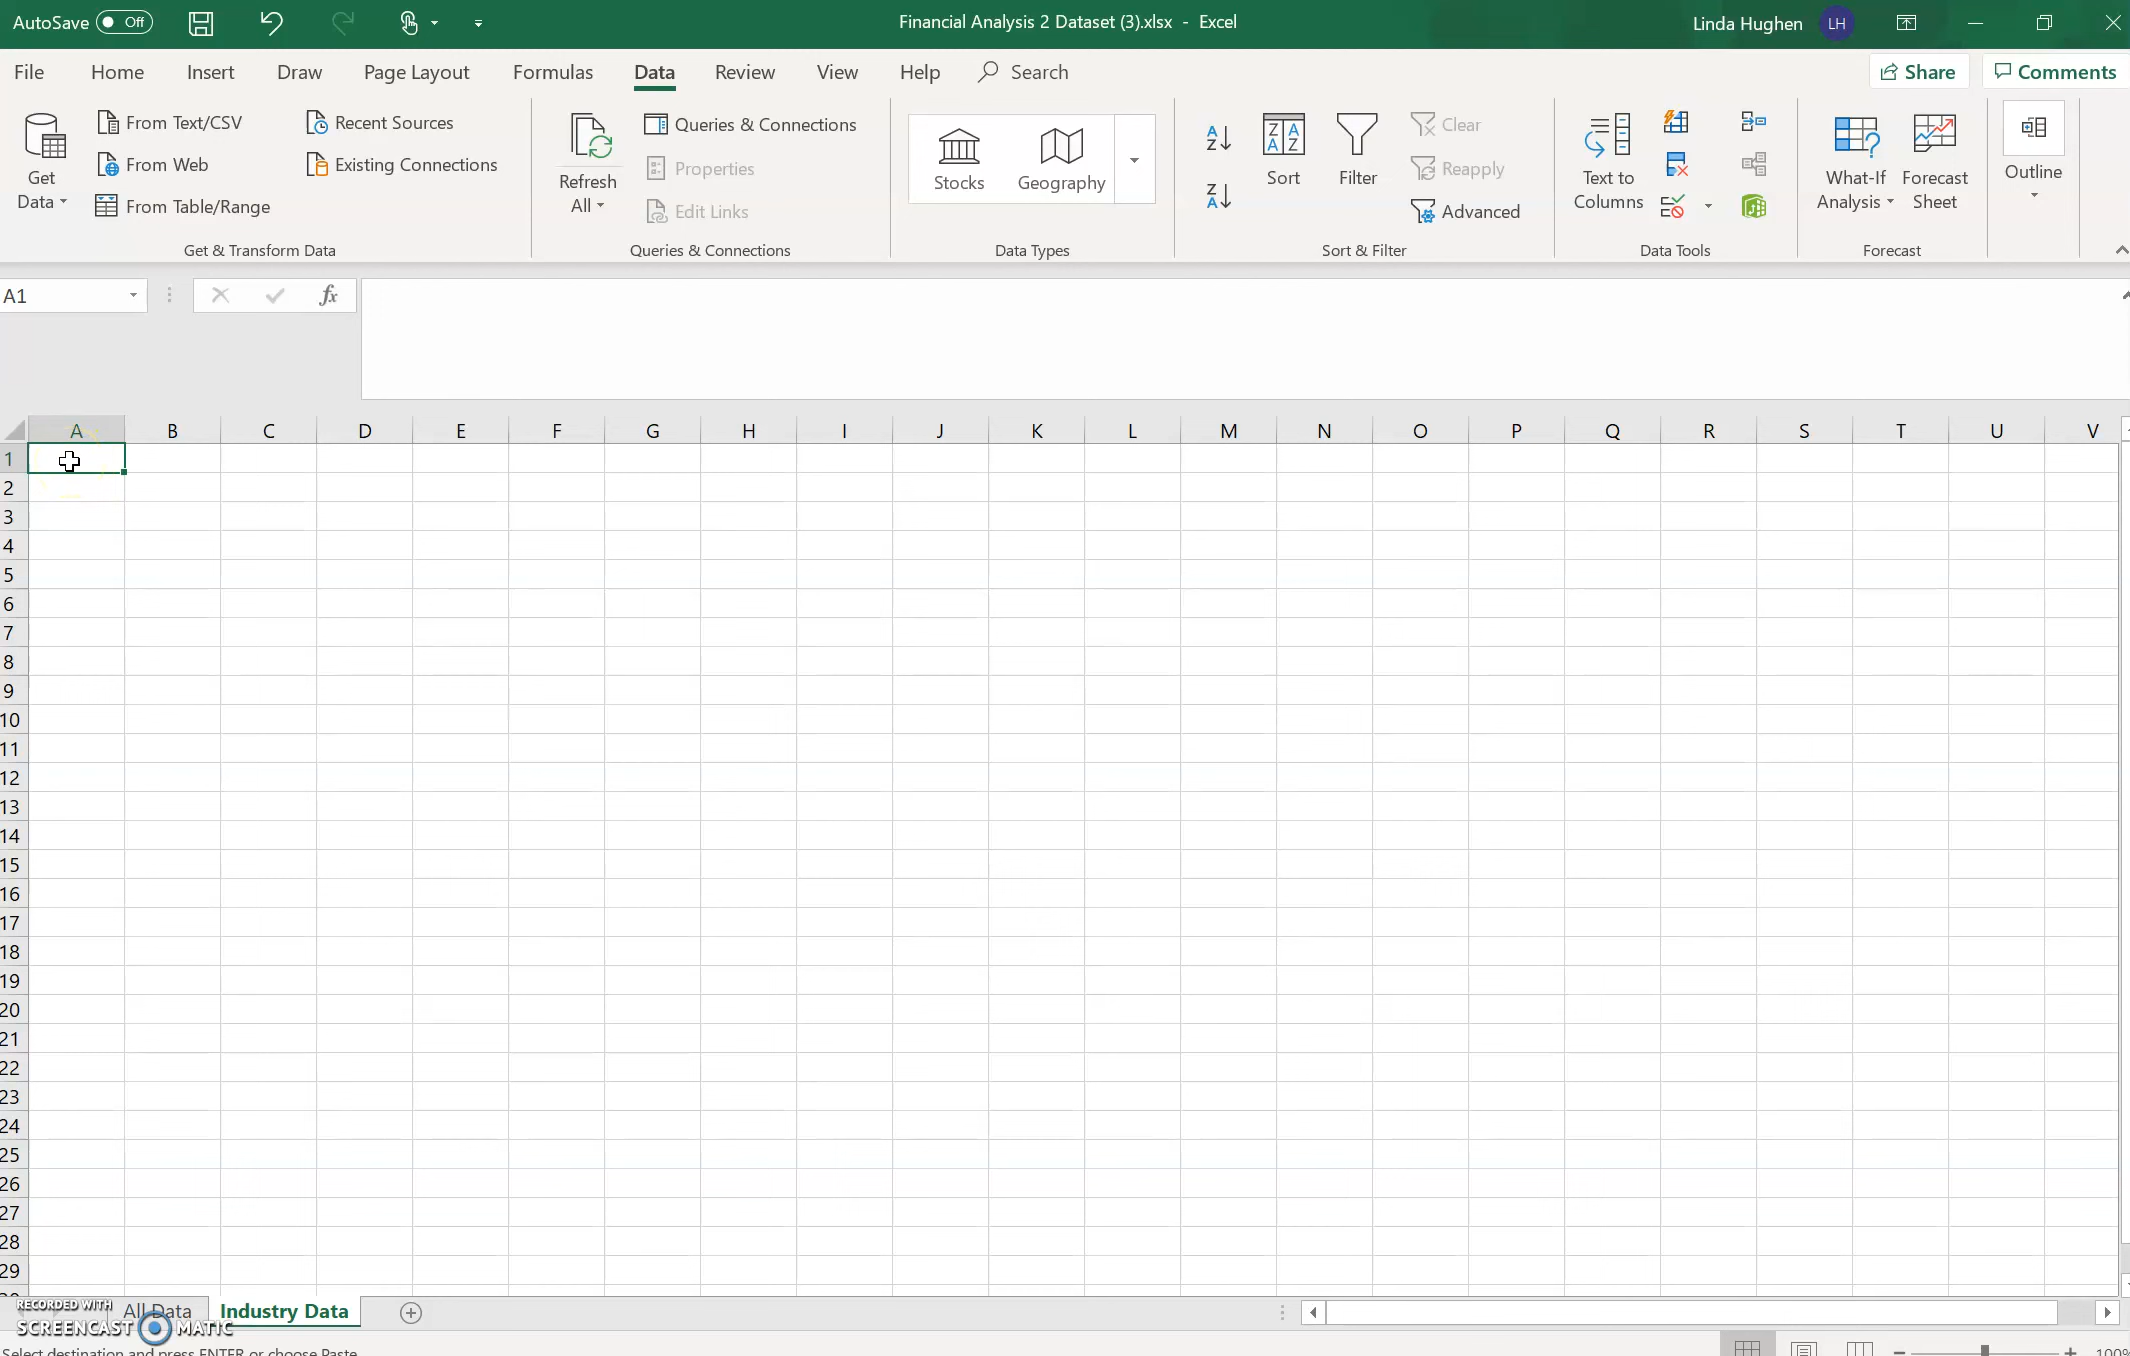 AutoSave Off Financial Analysis 2 Dataset (3).xlsx - Excel Linda Hughen LH
File Home Insert Draw Page Layout Formulas Data Review View Help Search Share Comments
Get Data
From Text/CSV
From Web
From Table/Range
Recent Sources
Existing Connections
Get & Transform Data
Refresh All
Queries & Connections
Properties
Edit Links
Queries & Connections
Stocks
Geography
Data Types
Sort
Filter
Clear
Reapply
Advanced
Sort & Filter
Text to Columns
Data Tools
What-If Analysis
Forecast Sheet
Forecast
Outline
A1 fx
A B C D E F G H I J K L M N O P Q R S T U V
1
2
3
4
5
6
7
8
9
10
11
12
13
14
15
16
17
18
19
20
21
22
23
24
25
26
27
28
29
All Data Industry Data
RECORDED WITH
SCREENCAST MATIC
Select destination and press ENTER or choose Paste
100%